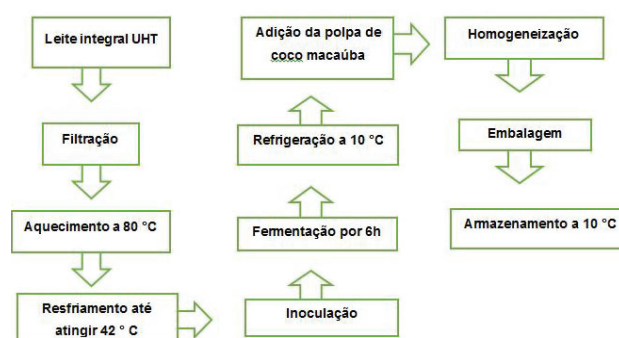 Leite integral UHT
Filtração
Aquecimento a 80 °C
Resfriamento até
atingir 42 ° C
Inoculação
Fermentação por 6h
Refrigeração a 10 °C
Adição da polpa de
coco macaúba
Homogeneização
Embalagem
Armazenamento a 10 °C